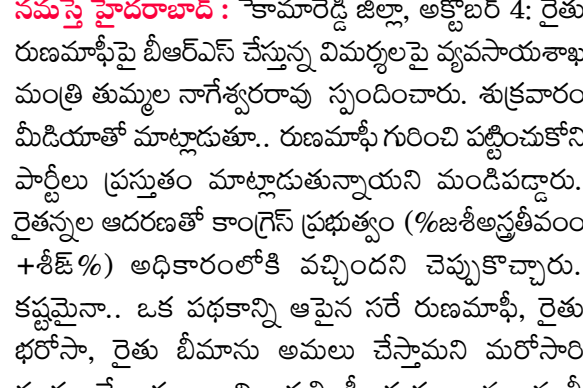 నమస్తే హైదరాబాద్ : కామారెడ్డి జిల్లా, అక్టోబర్ 4: రైతు
రుణమాఫీపై బీఆర్ఎస్ చేస్తున్న విమర్శలపై వ్యవసాయశాఖ
మంత్రి తుమ్మల నాగేశ్వరరావు స్పందించారు. శుక్రవారం
మీడియాతో మాట్లాడుతూ.. రుణమాఫీ గురించి పట్టించుకోని
పార్టీలు ప్రస్తుతం మాట్లాడుతున్నాయని మండిపడ్డారు.
రైతన్నల ఆదరణతో కాంగ్రెస్ ప్రభుత్వం (%జశీఅస్త్రతీవం
+శీఙ%) అధికారంలోకి వచ్చిందని చెప్పుకొచ్చారు.
కష్టమైనా.. ఒక పథకాన్ని ఆపైన సరే రుణమాఫీ, రైతు
భరోసా, రైతు బీమాను అమలు చేస్తామని మరోసారి